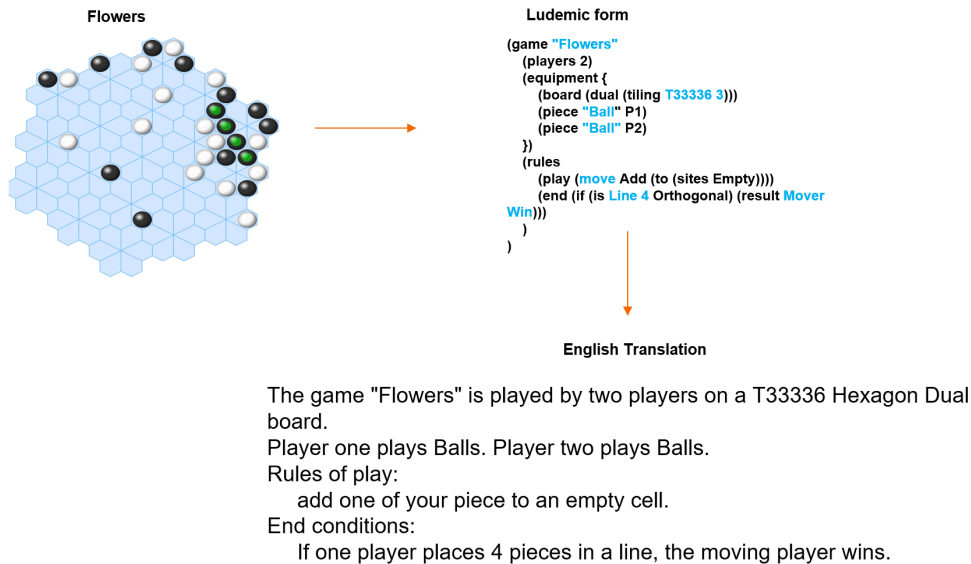 Flowers
Ludemic form
(game "Flowers"
(players 2)
(equipment {
(board (dual (tiling T33336 3)))
(piece "Ball" P1)
(piece "Ball" P2)
})
(rules
(play (move Add (to (sites Empty))))
(end (if (is Line 4 Orthogonal) (result Mover
Win)))
)
)
English Translation
The game "Flowers" is played by two players on a T33336 Hexagon Dual
board.
Player one plays Balls. Player two plays Balls.
Rules of play:
add one of your piece to an empty cell.
End conditions:
If one player places 4 pieces in a line, the moving player wins.